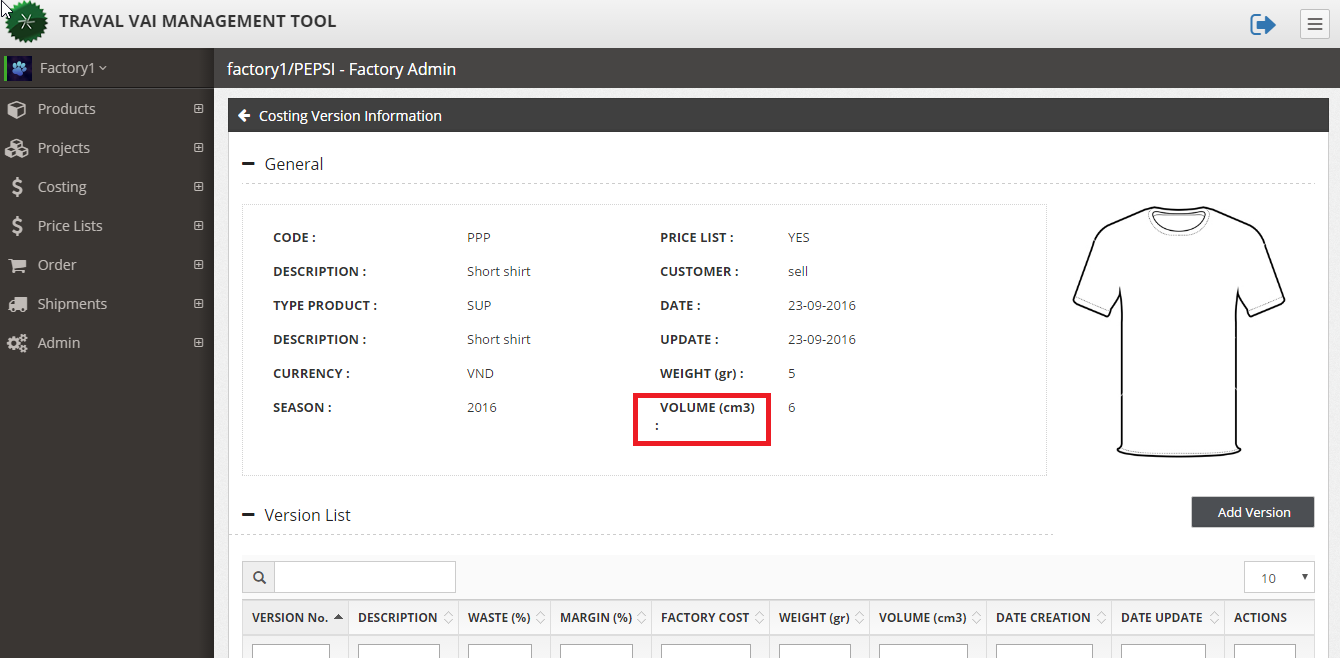 TRAVAL VAI MANAGEMENT TOOL
Factory1
factory1/PEPSI - Factory Admin
Products
Projects
Costing
Price Lists
Order
Shipments
Admin
Costing Version Information
General
CODE : PPP PRICE LIST : YES
DESCRIPTION : Short shirt CUSTOMER : sell
TYPE PRODUCT : SUP DATE : 23-09-2016
DESCRIPTION : Short shirt UPDATE : 23-09-2016
CURRENCY : VND WEIGHT (gr) : 5
SEASON : 2016 VOLUME (cm3) 6
:
Version List
Add Version
10
VERSION No. DESCRIPTION WASTE (%) MARGIN (%) FACTORY COST WEIGHT (gr) VOLUME (cm3) DATE CREATION DATE UPDATE ACTIONS